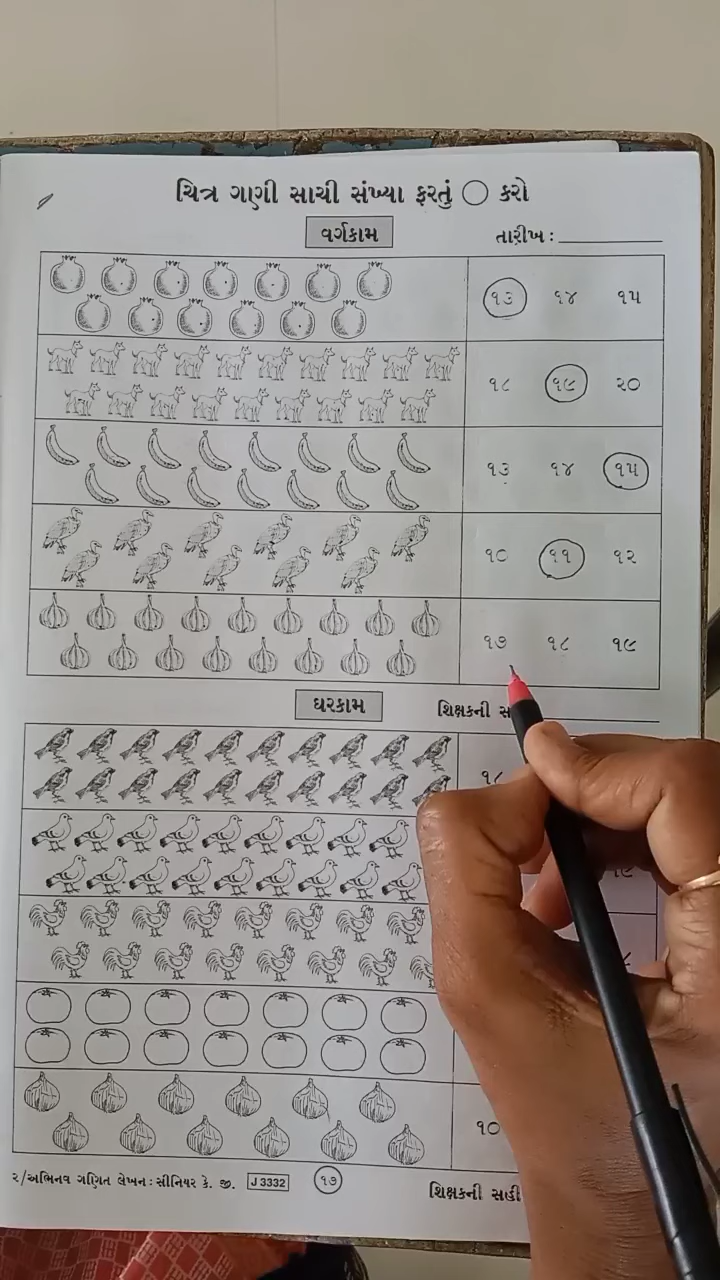 ચિત્ર ગણી સાચી સંખ્યા ફરતું ◯ કરો
વર્ગકામ
તારીખ :
૧૩ ૧૪ ૧૫
૧૮ ૧૯ ૨૦
૧૩ ૧૪ ૧૫
૧૦ ૧૧ ૧૨
૧૭ ૧૮ ૧૯
ઘરકામ
શિક્ષકની
૧૦
૨/અભિનવ ગણિત લેખન : સીનિયર કે. જી. J 3332
૧૭
શિક્ષકની સહી